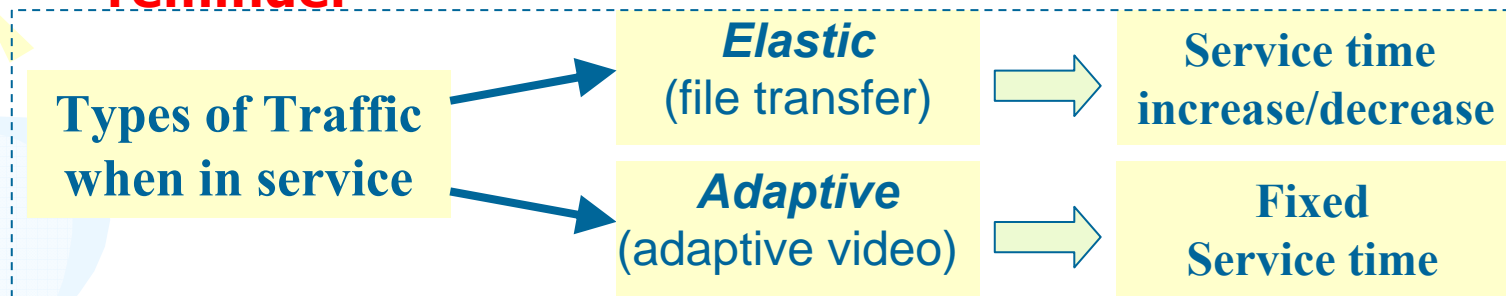 reminder
Types of Traffic
when in service
Elastic
(file transfer)
Service time
increase/decrease
Adaptive
(adaptive video)
Fixed
Service time